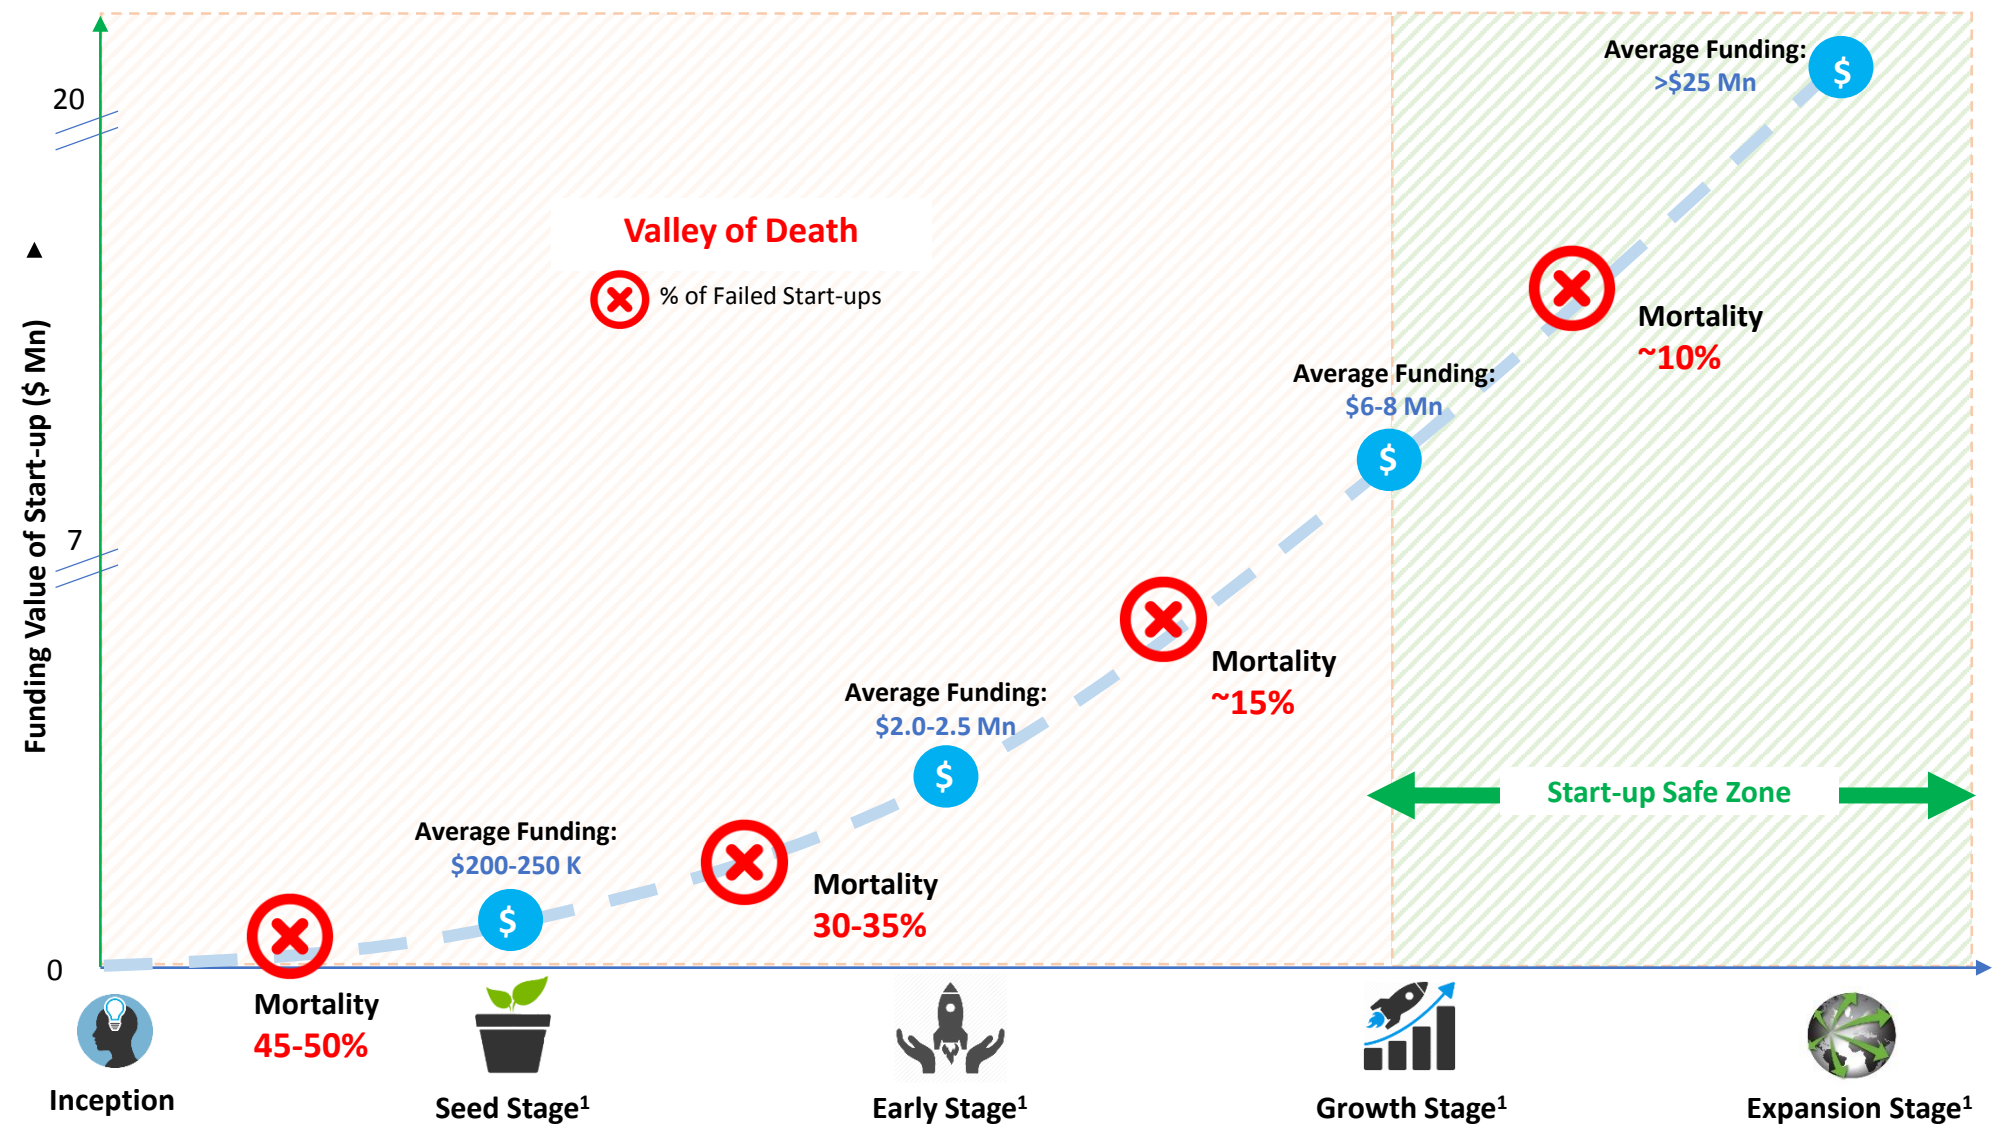 20
7
0
Funding Value of Start-up ($ Mn) ▲
Valley of Death
% of Failed Start-ups
Average Funding:
>$25 Mn
Mortality
~10%
Average Funding:
$6-8 Mn
$
$
Mortality
~15%
Average Funding:
$2.0-2.5 Mn
$
Start-up Safe Zone
Average Funding:
$200-250 K
$
Mortality
30-35%
Mortality
45-50%
Inception
Seed Stage¹
Early Stage¹
Growth Stage¹
Expansion Stage¹